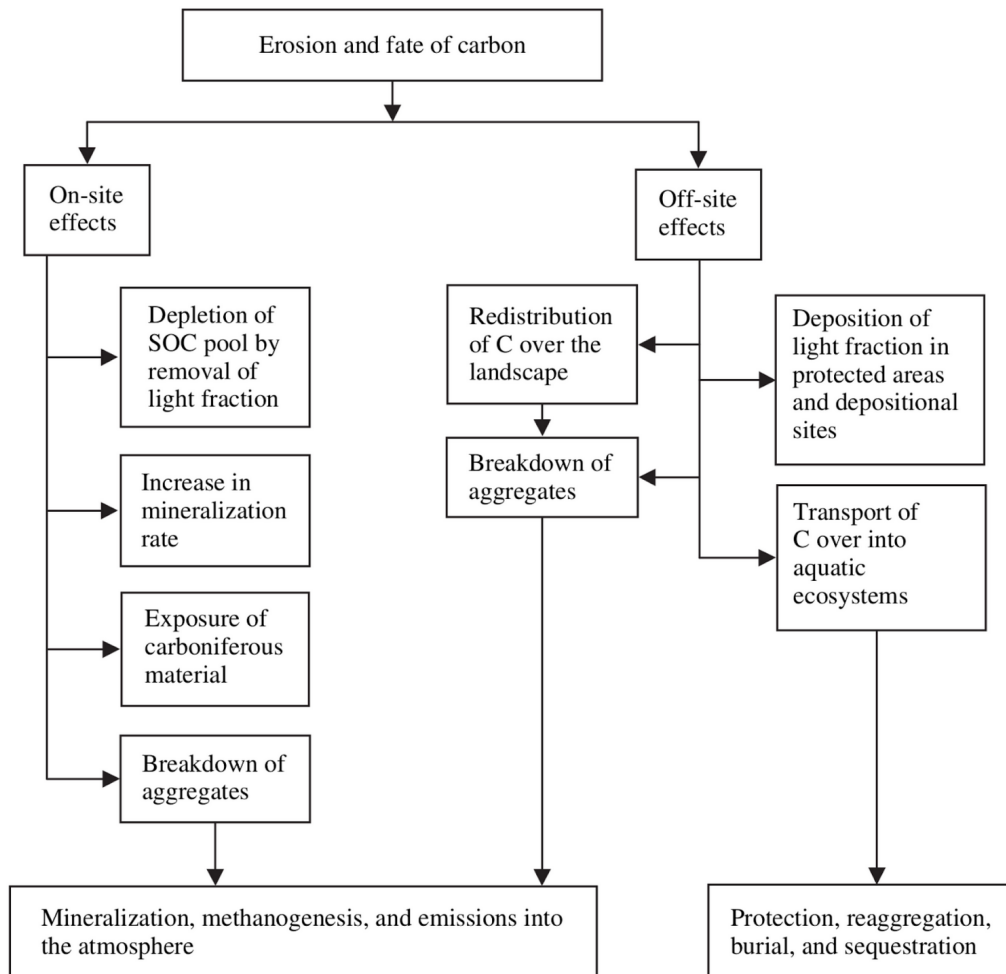 Erosion and fate of carbon
On-site
effects
Off-site
effects
Depletion of
SOC pool by
removal of
light fraction
Increase in
mineralization
rate
Exposure of
carboniferous
material
Breakdown of
aggregates
Redistribution
of C over the
landscape
Breakdown of
aggregates
Deposition of
light fraction in
protected areas
and depositional
sites
Transport of
C over into
aquatic
ecosystems
Mineralization, methanogenesis, and emissions into
the atmosphere
Protection, reaggregation,
burial, and sequestration